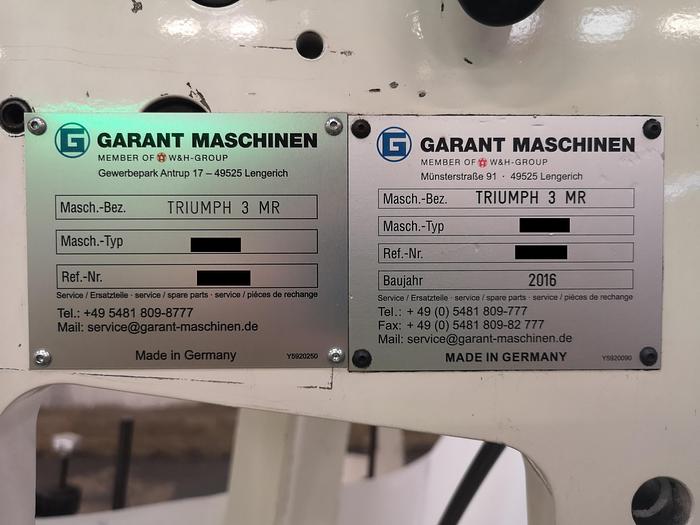 GARANT MASCHINEN
MEMBER OF W&H-GROUP
Gewerbepark Antrup 17 – 49525 Lengerich
Masch.-Bez. TRIUMPH 3 MR
Masch.-Typ
Ref.-Nr.
Service / Ersatzteile · service / spare parts · service / pièces de rechange
Tel.: +49 5481 809-8777
Mail: service@garant-maschinen.de
Made in Germany Y5920250
GARANT MASCHINEN
MEMBER OF W&H-GROUP
Münsterstraße 91 · 49525 Lengerich
Masch.-Bez. TRIUMPH 3 MR
Masch.-Typ
Ref.-Nr.
Baujahr 2016
Service / Ersatzteile · service / spare parts · service / pièces de rechange
Tel.: + 49 (0) 5481 809-777
Fax: + 49 (0) 5481 809-82 777
Mail: service@garant-maschinen.de
MADE IN GERMANY Y5920090